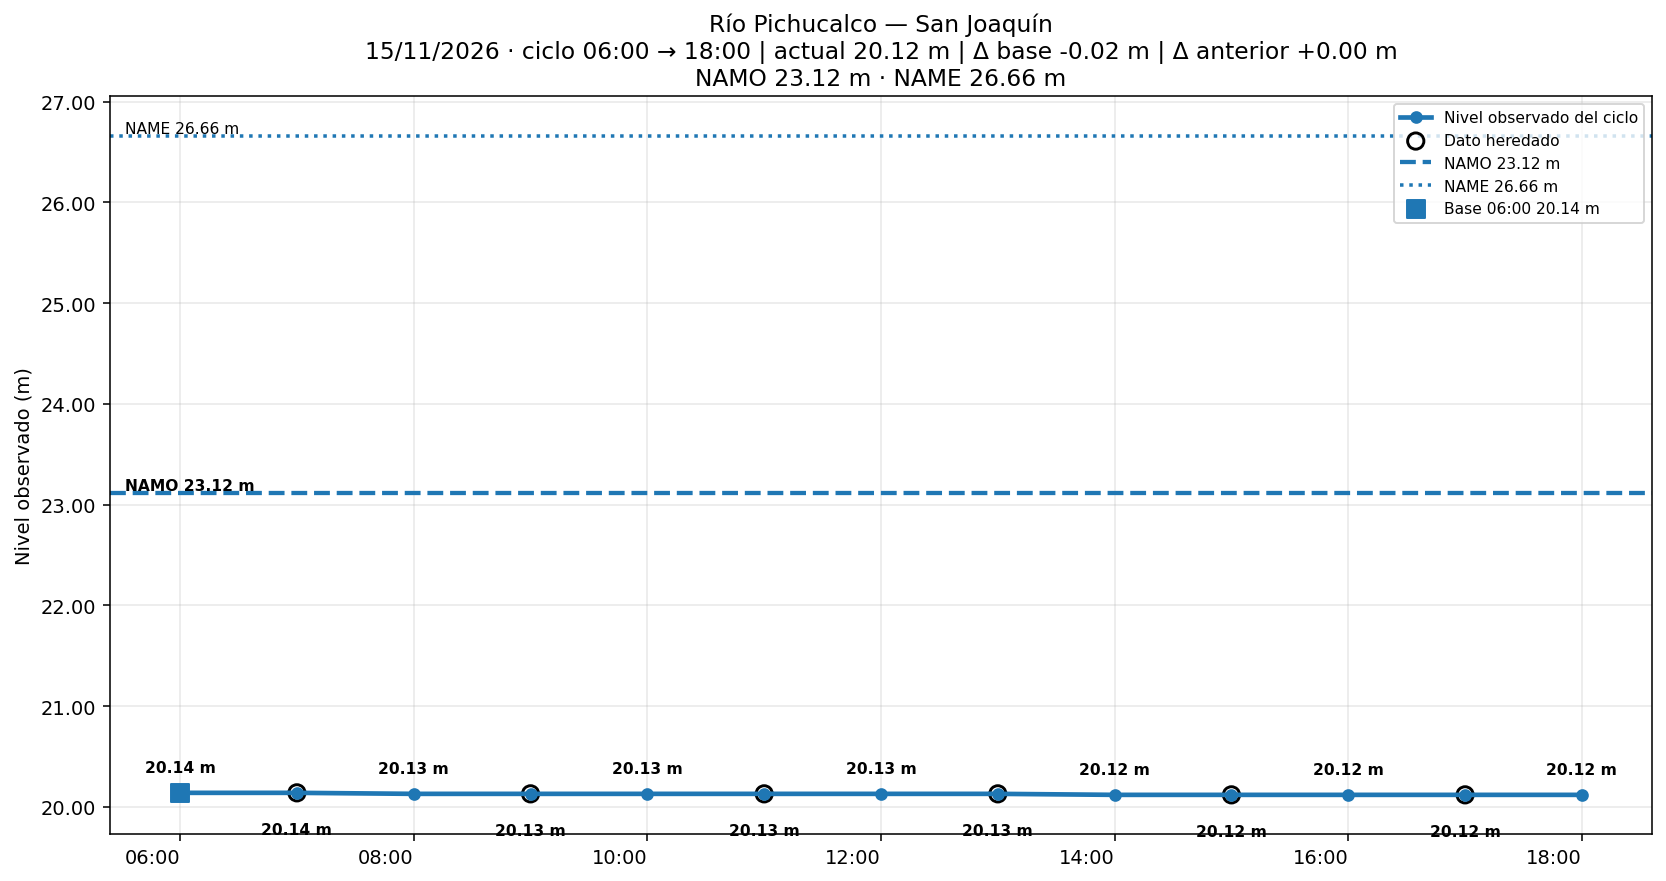 Río Pichucalco — San Joaquín
15/11/2026 · ciclo 06:00 → 18:00 | actual 20.12 m | Δ base -0.02 m | Δ anterior +0.00 m
NAMO 23.12 m · NAME 26.66 m
Nivel observado (m)
27.00
26.00
25.00
24.00
23.00
22.00
21.00
20.00
NAME 26.66 m
NAMO 23.12 m
Nivel observado del ciclo
Dato heredado
NAMO 23.12 m
NAME 26.66 m
Base 06:00 20.14 m
20.14 m
20.13 m
20.13 m
20.13 m
20.12 m
20.12 m
20.12 m
20.14 m
20.13 m
20.13 m
20.13 m
20.12 m
20.12 m
06:00
08:00
10:00
12:00
14:00
16:00
18:00